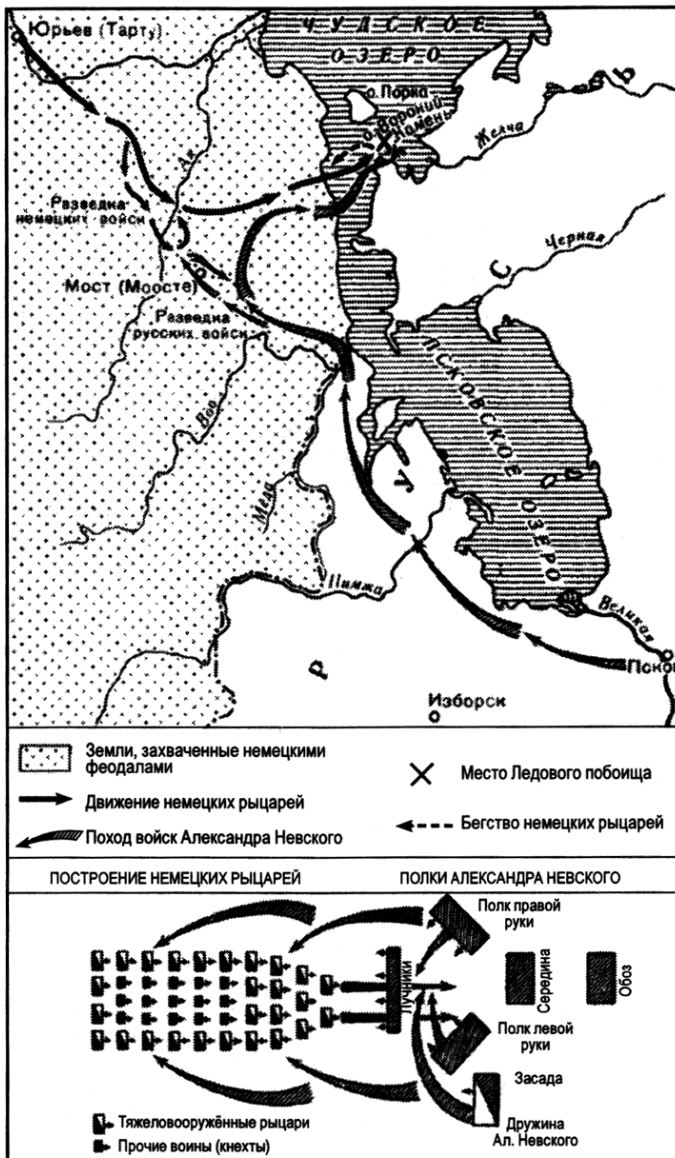 Юрьев (Тарту)
ЧУДСКОЕ
ОЗЕРО
о. Порка
о. Вороний
Камень
Желча
Разведка
немецких войск
Черная
Мост (Моосте)
Разведка
русских войск
ПСКОВСКОЕ ОЗЕРО
Р У С Ь
Пимжа
Великая
Псков
Изборск
Земли, захваченные немецкими
феодалами
Движение немецких рыцарей
Поход войск Александра Невского
Место Ледового побоища
Бегство немецких рыцарей
ПОСТРОЕНИЕ НЕМЕЦКИХ РЫЦАРЕЙ
ПОЛКИ АЛЕКСАНДРА НЕВСКОГО
Полк правой
руки
Лучники
Середина
Обоз
Полк левой
руки
Засада
Дружина
Ал. Невского
Тяжеловооружённые рыцари
Прочие воины (кнехты)